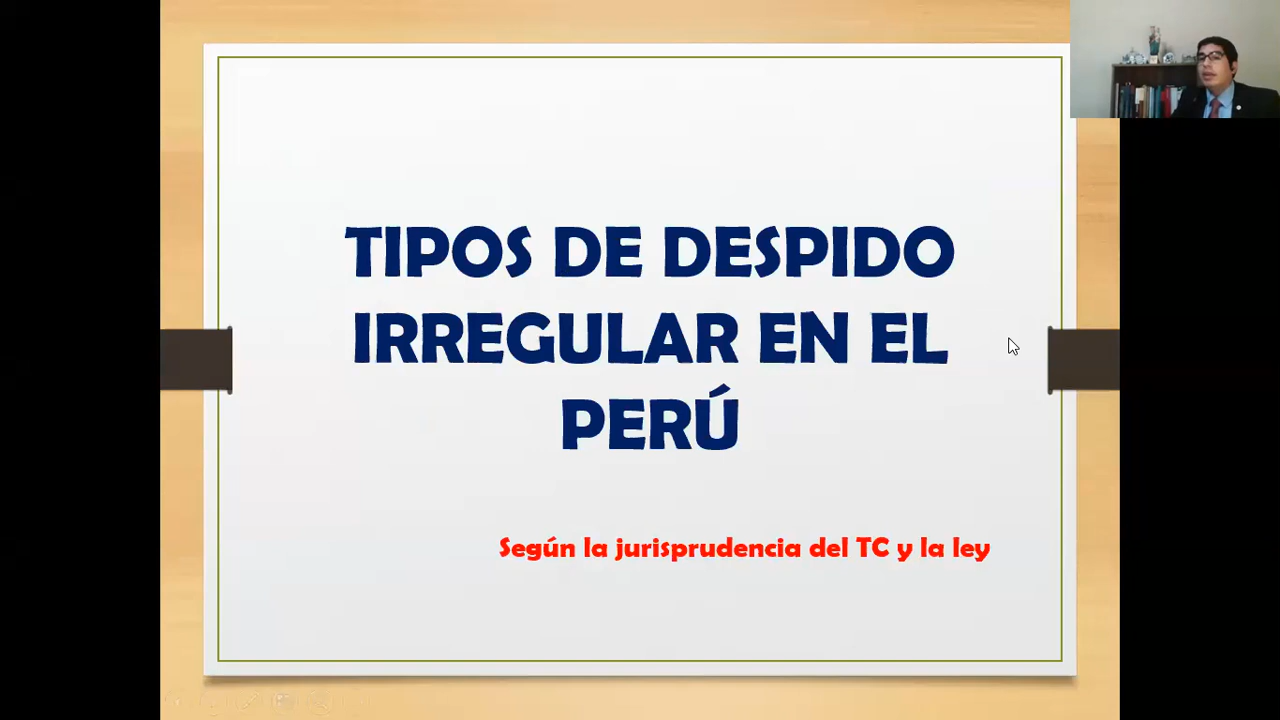 TIPOS DE DESPIDO
IRREGULAR EN EL
PERÚ
Según la jurisprudencia del TC y la ley